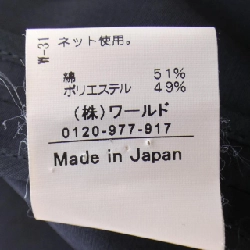 W-31
ネット使用。
綿 51%
ポリエステル 49%
(株)ワールド
0120-977-917
Made in Japan